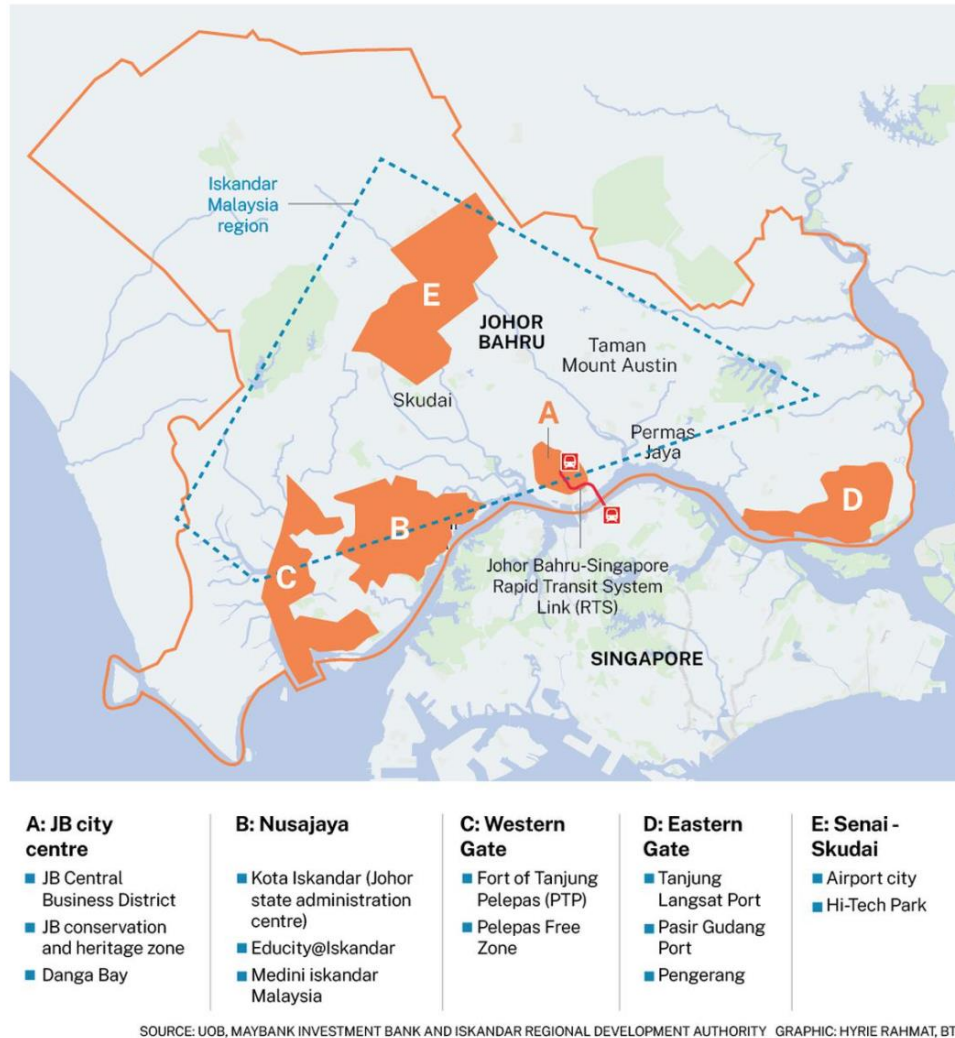 Iskandar
Malaysia
region
E
JOHOR
BAHRU
Taman
Mount Austin
Skudai
A
Permas
Jaya
D
B
C
Johor Bahru-Singapore
Rapid Transit System
Link (RTS)
SINGAPORE
A: JB city
centre
JB Central
Business District
JB conservation
and heritage zone
Danga Bay
B: Nusajaya
Kota Iskandar (Johor
state administration
centre)
Educity@Iskandar
Medini iskandar
Malaysia
C: Western
Gate
Fort of Tanjung
Pelepas (PTP)
Pelepas Free
Zone
D: Eastern
Gate
Tanjung
Langsat Port
Pasir Gudang
Port
Pengerang
E: Senai -
Skudai
Airport city
Hi-Tech Park
SOURCE: UOB, MAYBANK INVESTMENT BANK AND ISKANDAR REGIONAL DEVELOPMENT AUTHORITY GRAPHIC: HYRIE RAHMAT, BT